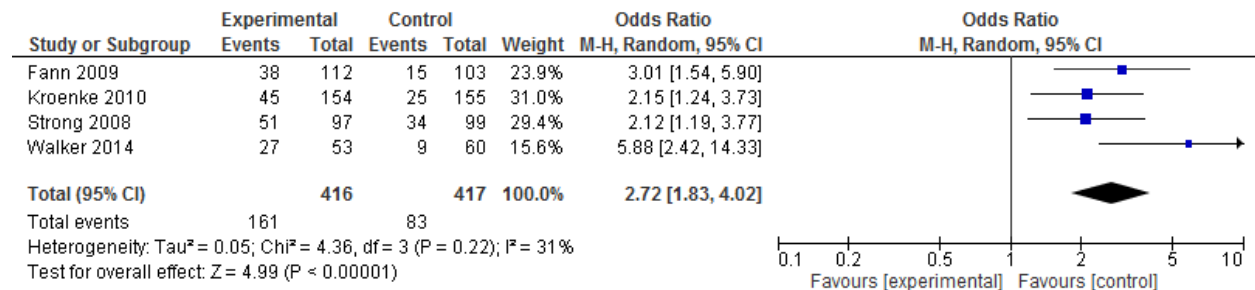 Experimental Control Odds Ratio Odds Ratio
Study or Subgroup Events Total Events Total Weight M-H, Random, 95% CI M-H, Random, 95% CI
Fann 2009 38 112 15 103 23.9% 3.01 [1.54, 5.90]
Kroenke 2010 45 154 25 155 31.0% 2.15 [1.24, 3.73]
Strong 2008 51 97 34 99 29.4% 2.12 [1.19, 3.77]
Walker 2014 27 53 9 60 15.6% 5.88 [2.42, 14.33]
Total (95% CI) 416 417 100.0% 2.72 [1.83, 4.02]
Total events 161 83
Heterogeneity: Tau² = 0.05; Chi² = 4.36, df = 3 (P = 0.22); I² = 31%
Test for overall effect: Z = 4.99 (P < 0.00001)
0.1 0.2 0.5 1 2 5 10
Favours [experimental] Favours [control]